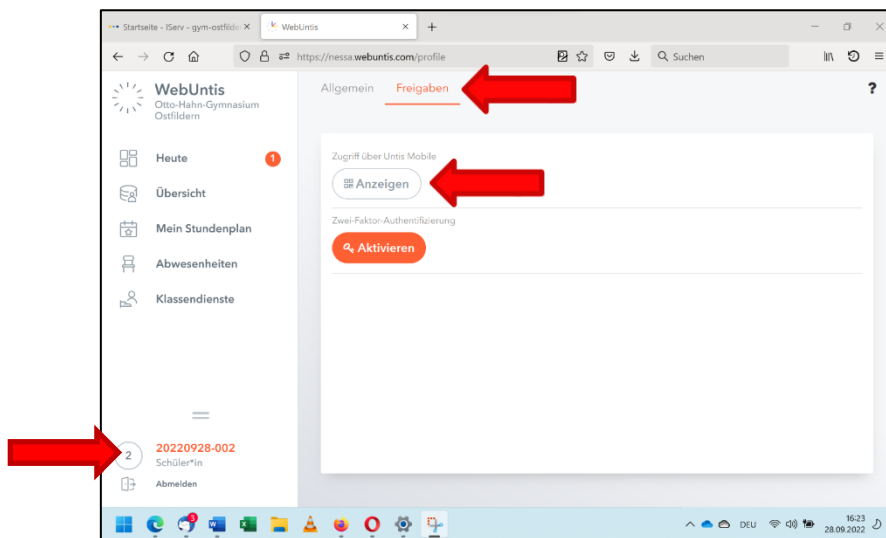 Startseite - IServ - gym-ostfilde
WebUntis
https://nessa.webuntis.com/profile
Suchen
WebUntis
Otto-Hahn-Gymnasium
Ostfildern
Allgemein
Freigaben
?
Heute
1
Übersicht
Mein Stundenplan
Abwesenheiten
Klassendienste
Zugriff über Untis Mobile
Anzeigen
Zwei-Faktor-Authentifizierung
Aktivieren
2
20220928-002
Schüler*in
Abmelden
DEU
16:23
28.09.2022